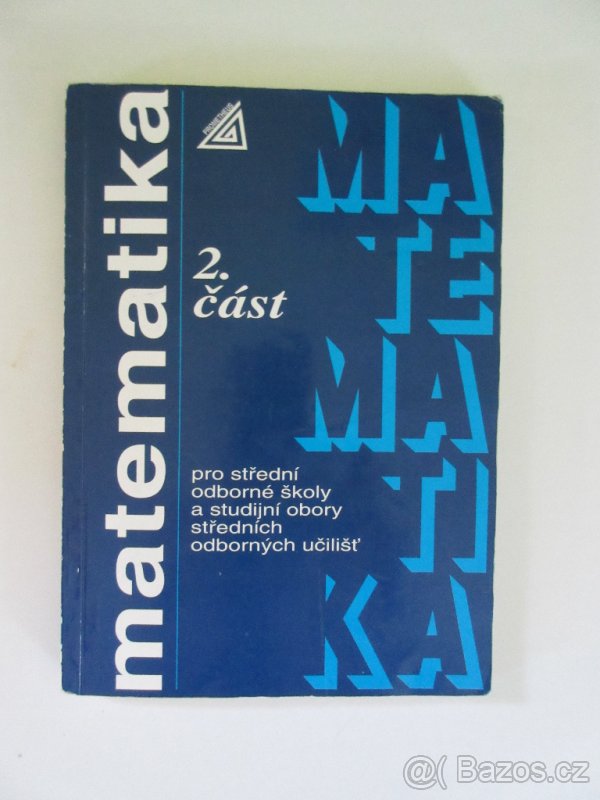 matematika
PROMETHEUS
2.
část
pro střední
odborné školy
a studijní obory
středních
odborných učilišť
MA
TE
MA
TI
KA
@( Bazos.cz